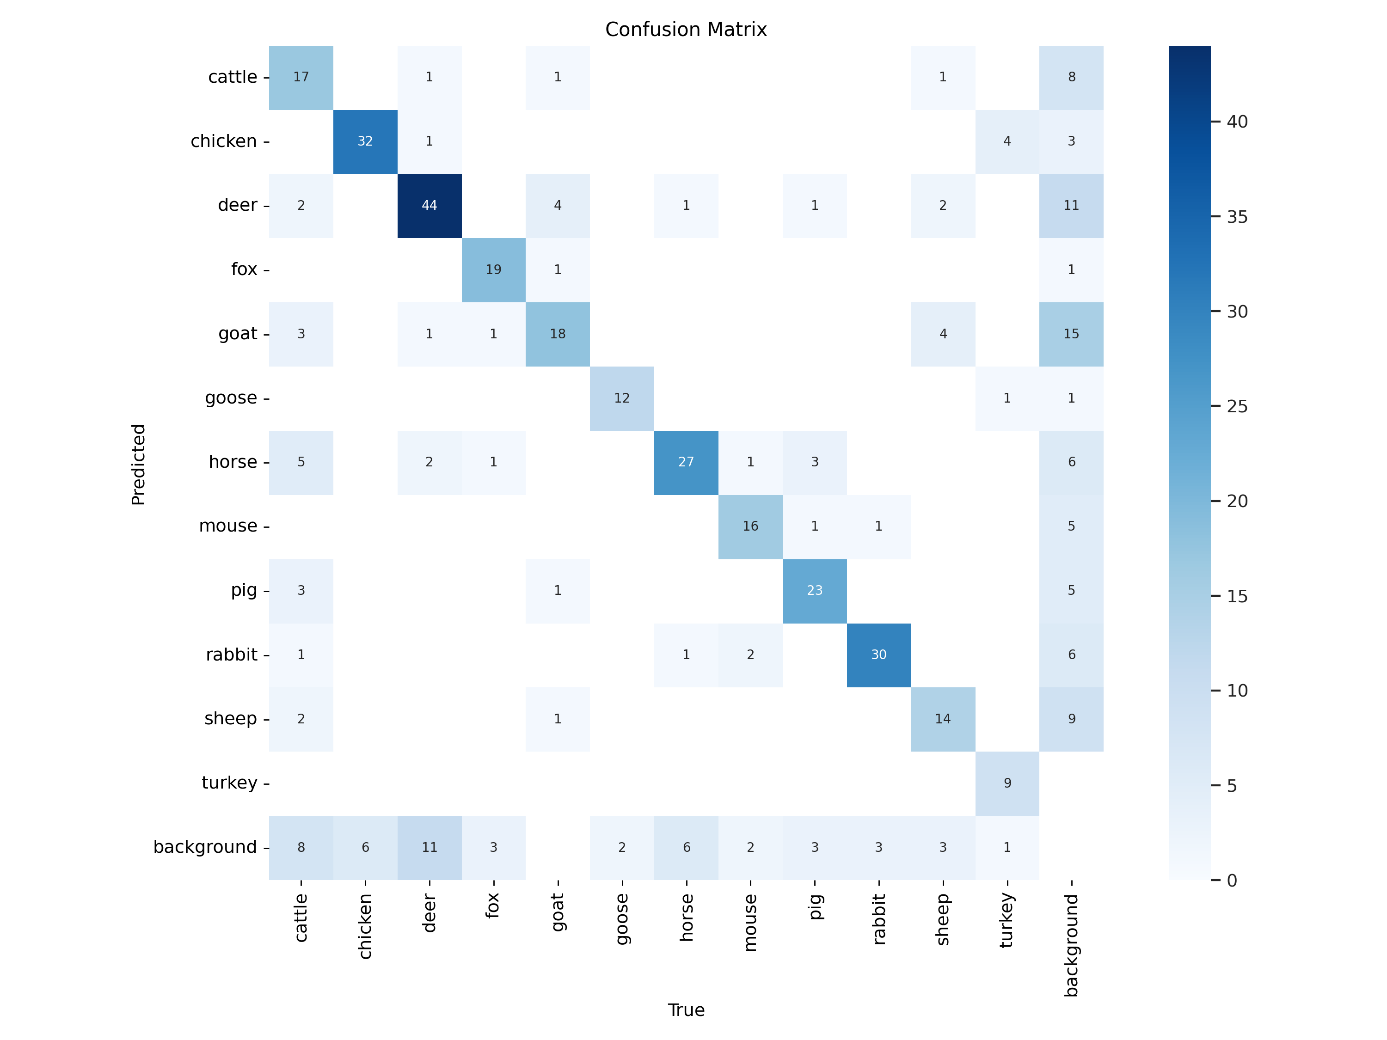 Confusion Matrix
cattle 17 1 1 1 8
chicken 32 1 4 3
deer 2 44 4 1 1 2 11
fox 19 1 1
goat 3 1 1 18 4 15
goose 12 1 1
horse 5 2 1 27 1 3 6
mouse 16 1 1 5
pig 3 1 23 5
rabbit 1 1 2 30 6
sheep 2 1 14 9
turkey 9
background 8 6 11 3 2 6 2 3 3 3 1
cattle chicken deer fox goat goose horse mouse pig rabbit sheep turkey background
True
Predicted
40
35
30
25
20
15
10
5
0